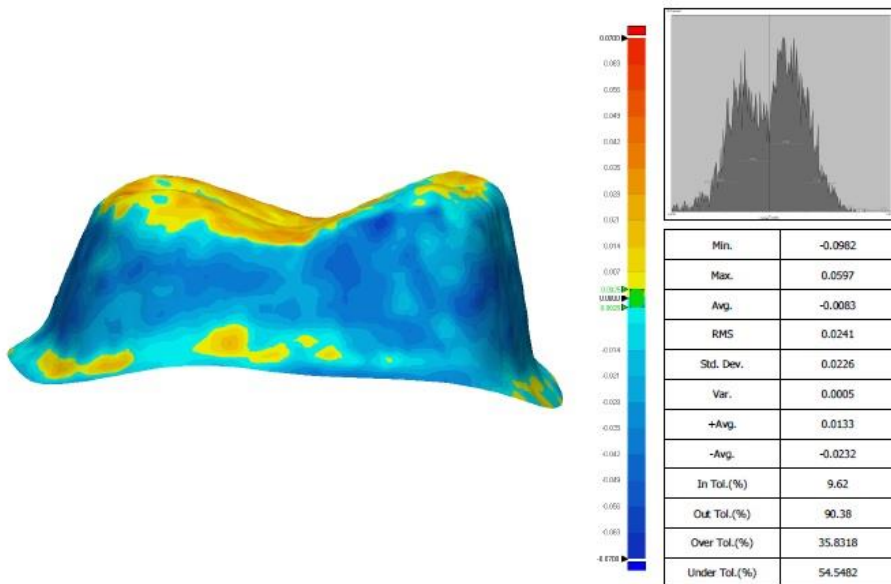 0.0700
0.063
0.056
0.049
0.042
0.028
0.021
0.014
0.007
0.0000
-0.014
-0.021
-0.028
-0.035
-0.042
-0.049
-0.056
-0.063
-0.0700
Min. -0.0982
Max. 0.0597
Avg. -0.0083
RMS 0.0241
Std. Dev. 0.0226
Var. 0.0005
+Avg. 0.0133
-Avg. -0.0232
In Tol.(%) 9.62
Out Tol.(%) 90.38
Over Tol.(%) 35.8318
Under Tol.(%) 54.5482